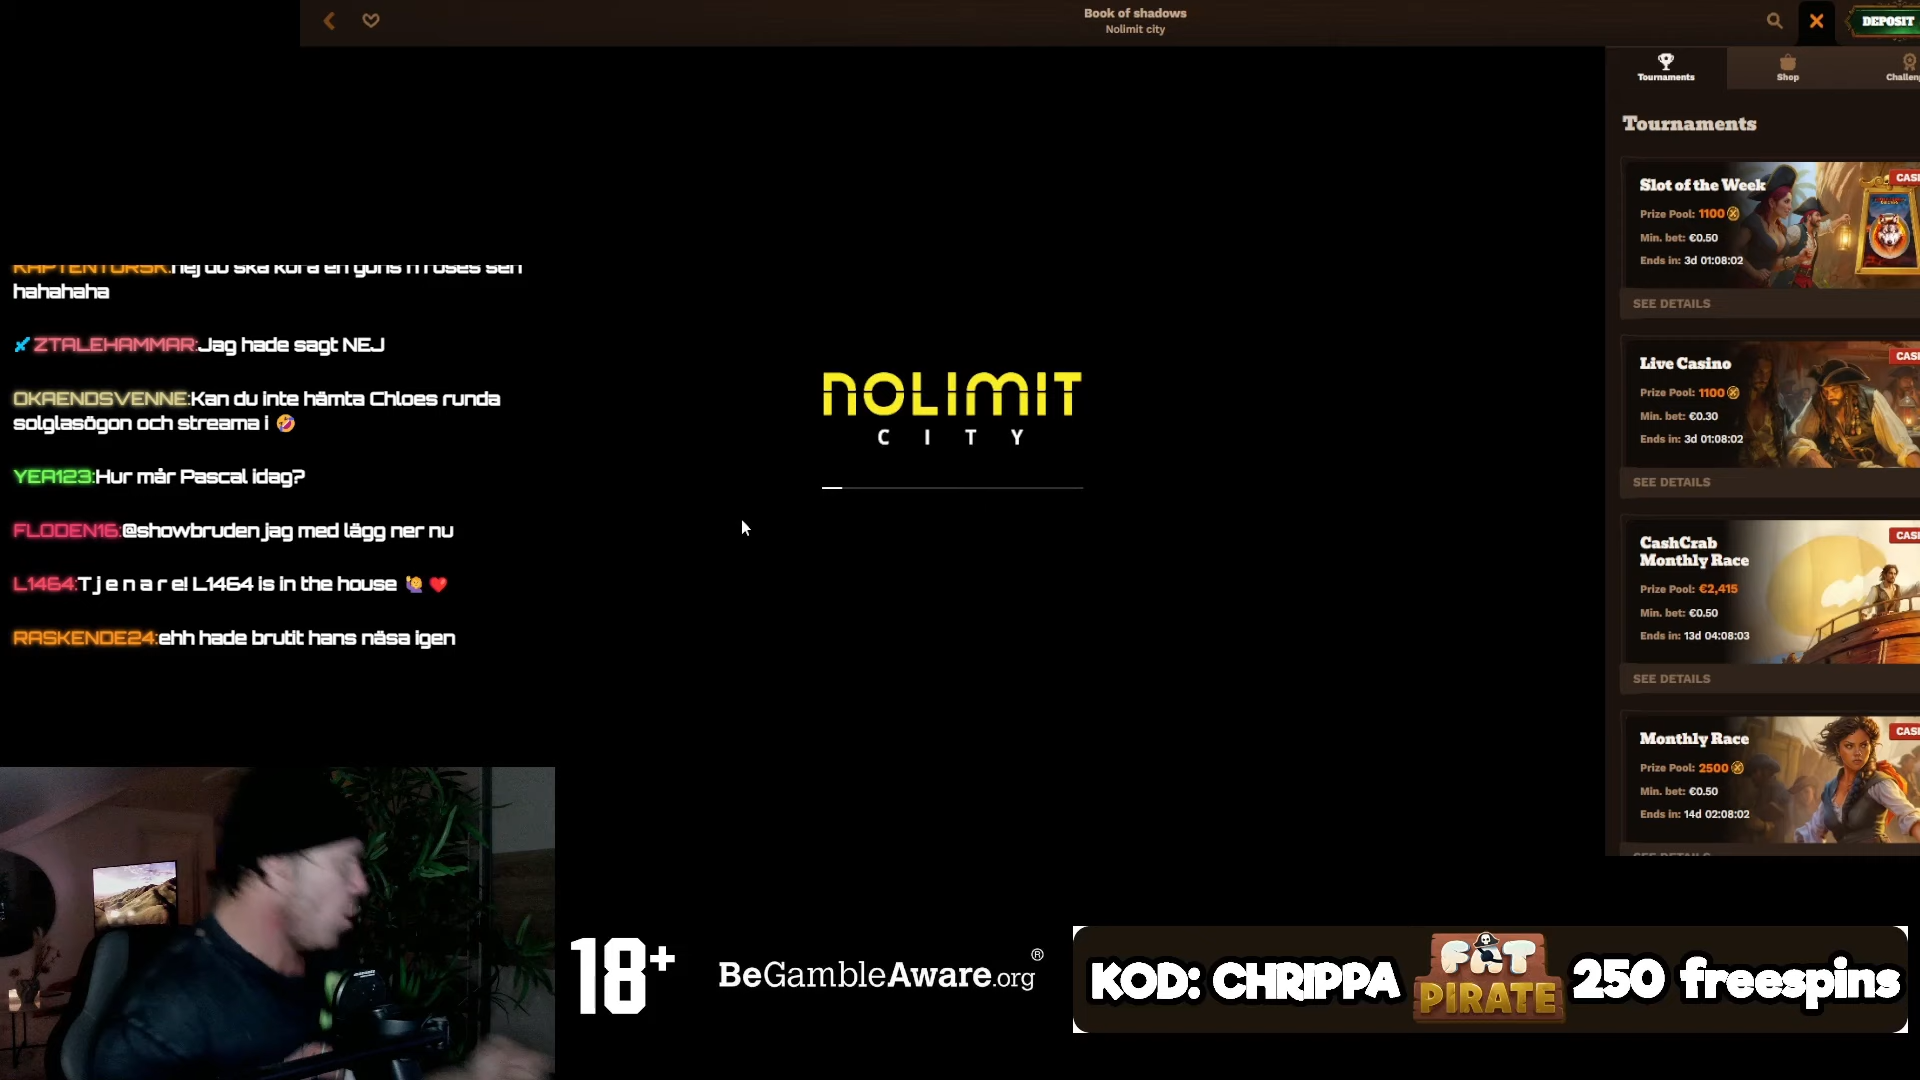 Book of shadows
Nolimit city
DEPOSIT
Tournaments
Shop
Tournaments
Slot of the Week
Prize Pool: 1100
Min. bet: €0.50
Ends in: 3d 01:08:02
SEE DETAILS
Live Casino
Prize Pool: 1100
Min. bet: €0.30
Ends in: 3d 01:08:02
SEE DETAILS
CashCrab
Monthly Race
Prize Pool: €2,415
Min. bet: €0.50
Ends in: 13d 04:08:03
SEE DETAILS
Monthly Race
Prize Pool: 2500
Min. bet: €0.50
Ends in: 14d 02:08:02
hahahaha
ZTALEHAMMAR:Jag hade sagt NEJ
OKAENDSVENNE:Kan du inte hämta Chloes runda
solglasögon och streama i 🤣
YEA123:Hur mår Pascal idag?
FLODEN16:@showbruden jag med lägg ner nu
L1464:T j e n a r e! L1464 is in the house 🙋 ❤️
RASKENDE24:ehh hade brutit hans näsa igen
NOLIMIT
CITY
18+
BeGambleAware.org®
KOD: CHRIPPA
FAT
PIRATE
250 freespins